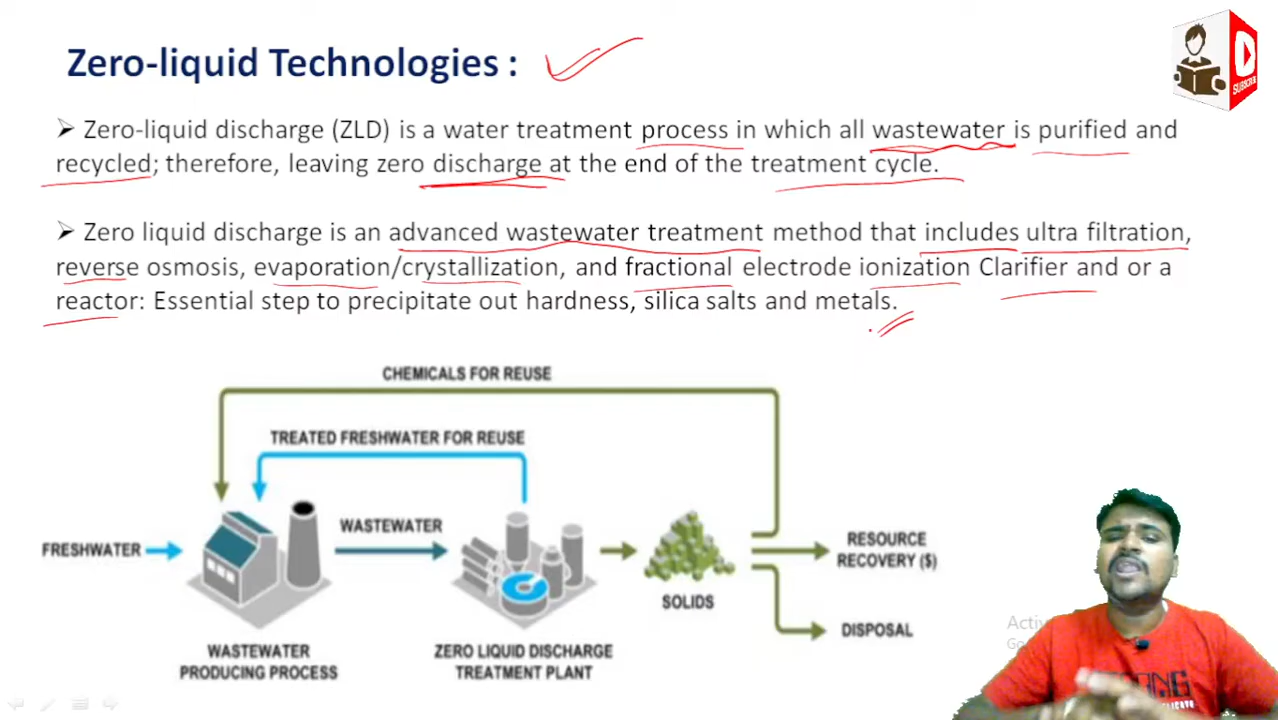 Zero-liquid Technologies :
SUBSCRIBE
➢ Zero-liquid discharge (ZLD) is a water treatment process in which all wastewater is purified and
recycled; therefore, leaving zero discharge at the end of the treatment cycle.
➢ Zero liquid discharge is an advanced wastewater treatment method that includes ultra filtration,
reverse osmosis, evaporation/crystallization, and fractional electrode ionization Clarifier and or a
reactor: Essential step to precipitate out hardness, silica salts and metals.
CHEMICALS FOR REUSE
TREATED FRESHWATER FOR REUSE
WASTEWATER
FRESHWATER
RESOURCE
RECOVERY ($)
SOLIDS
DISPOSAL
WASTEWATER
PRODUCING PROCESS
ZERO LIQUID DISCHARGE
TREATMENT PLANT